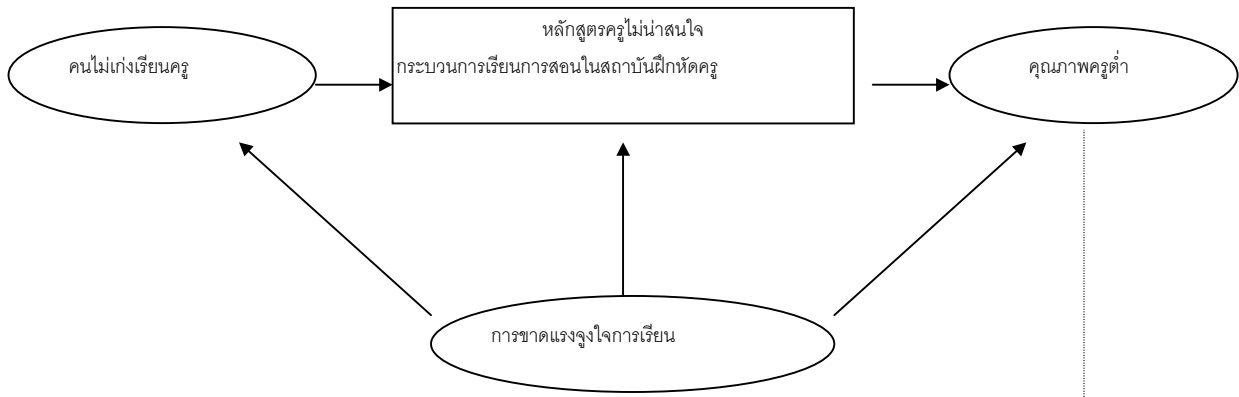 หลักสูตรครูไม่น่าสนใจ
คนไม่เก่งเรียนครู
กระบวนการเรียนการสอนในสถาบันฝึกหัดครู
คุณภาพครูต่ำ
การขาดแรงจูงใจการเรียน